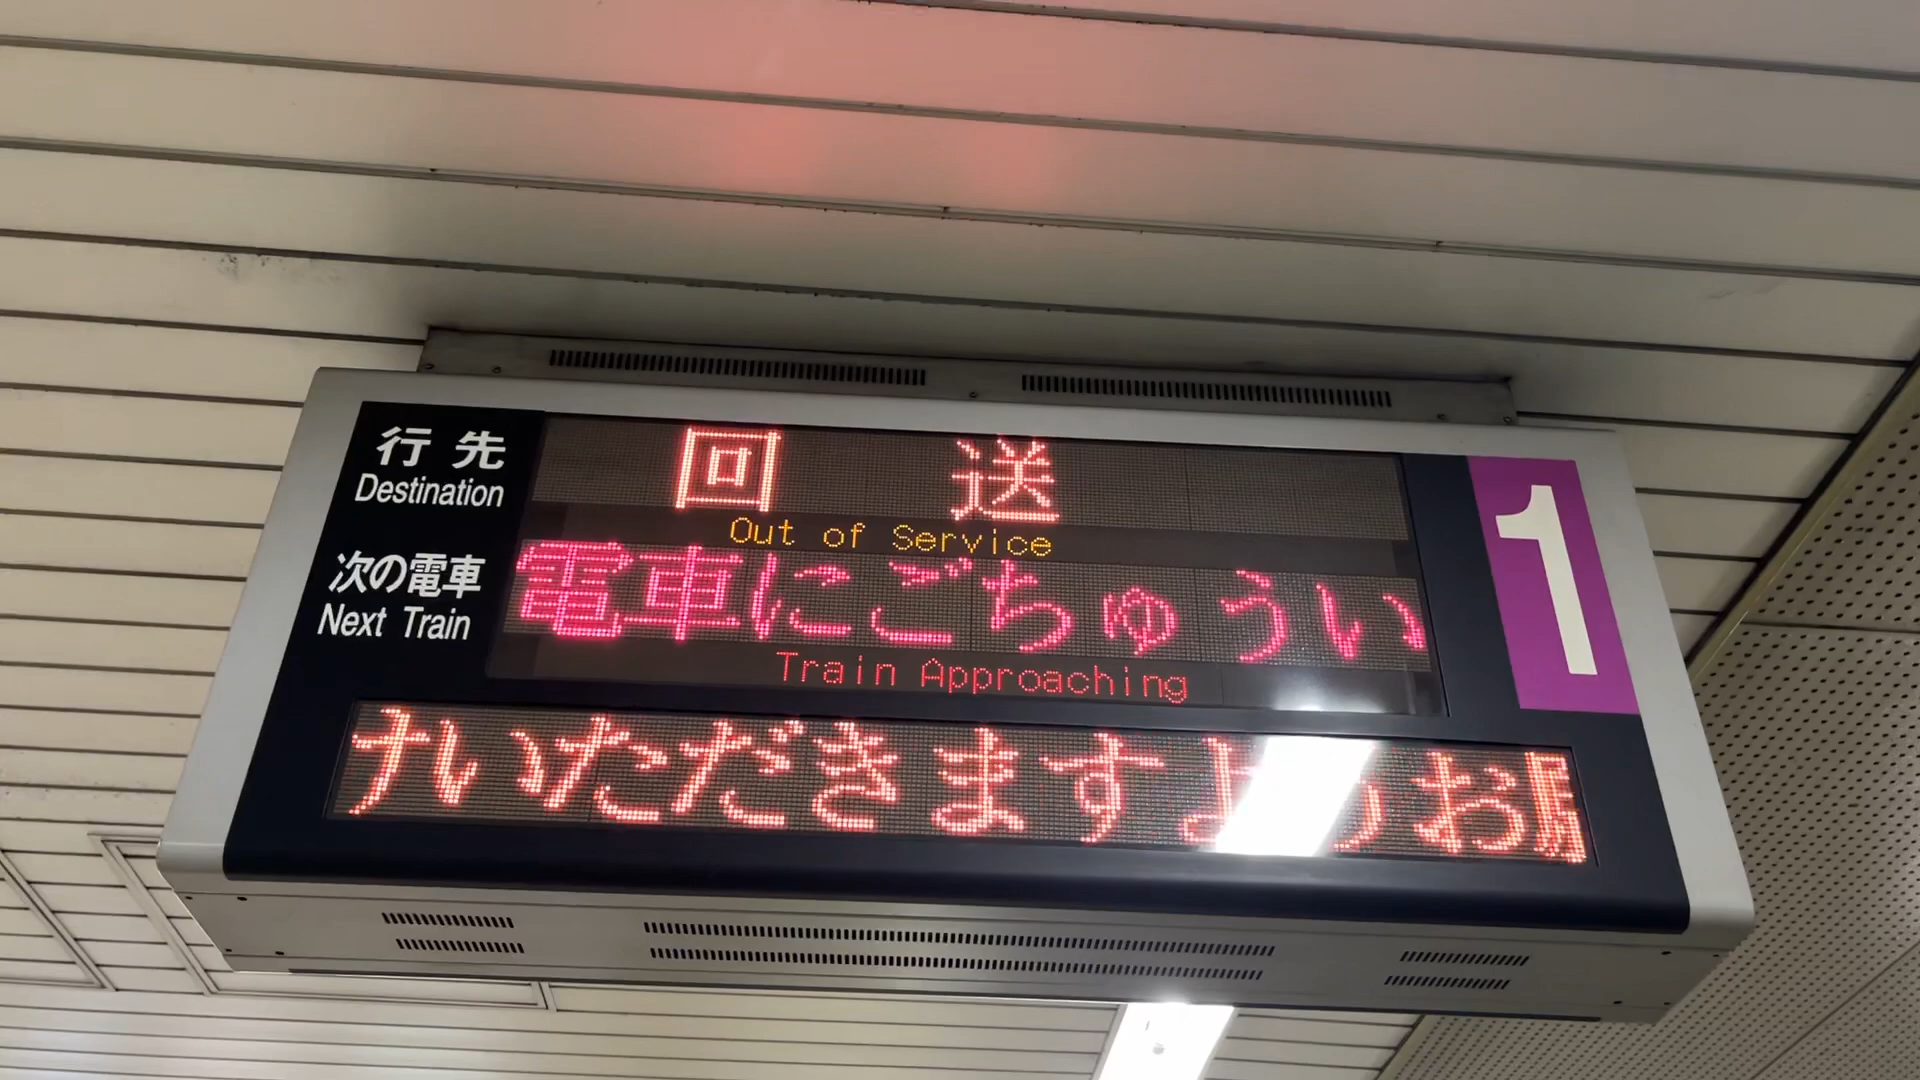 行先
Destination
回送
Out of Service
次の電車
Next Train
電車にごちゅうい
Train Approaching
いただきますようお
1